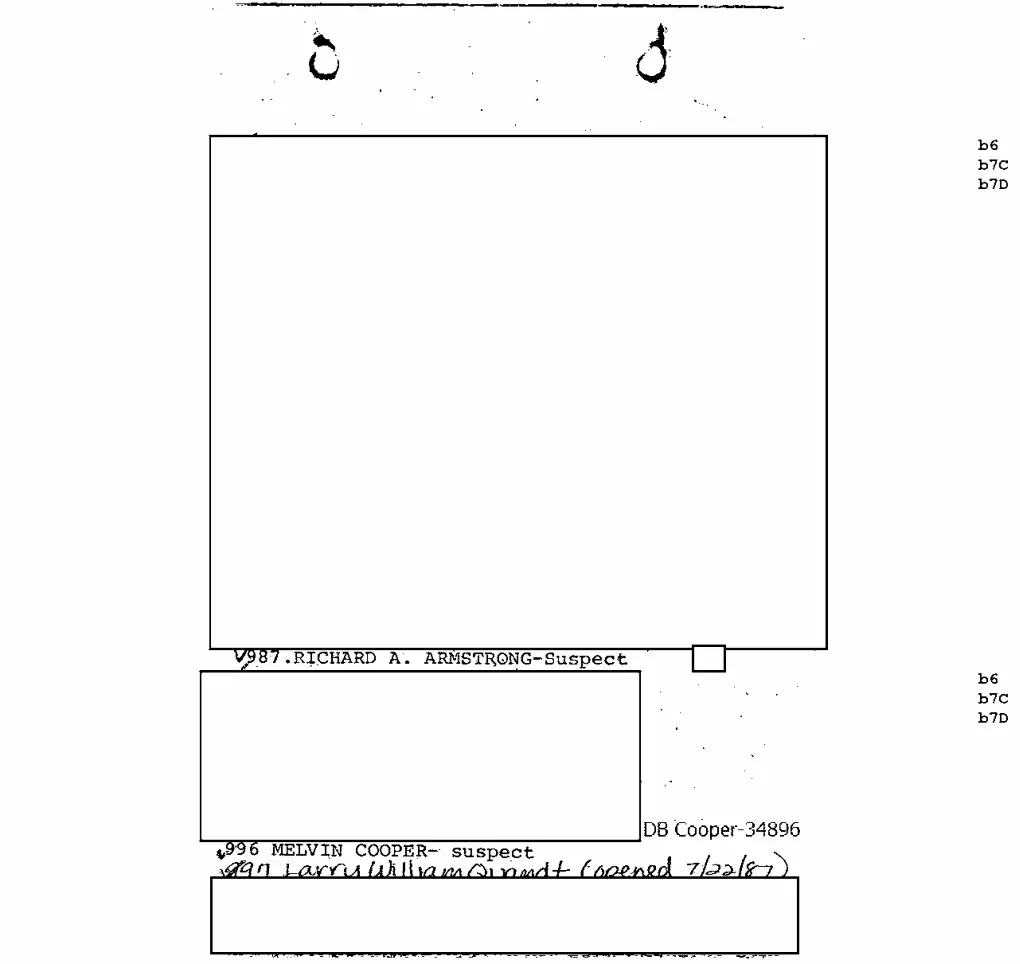 b6
b7C
b7D
987.RICHARD A. ARMSTRONG-Suspect
b6
b7C
b7D
DB Cooper-34896
996 MELVIN COOPER- suspect
997 Larry William (opened 7/22/87)